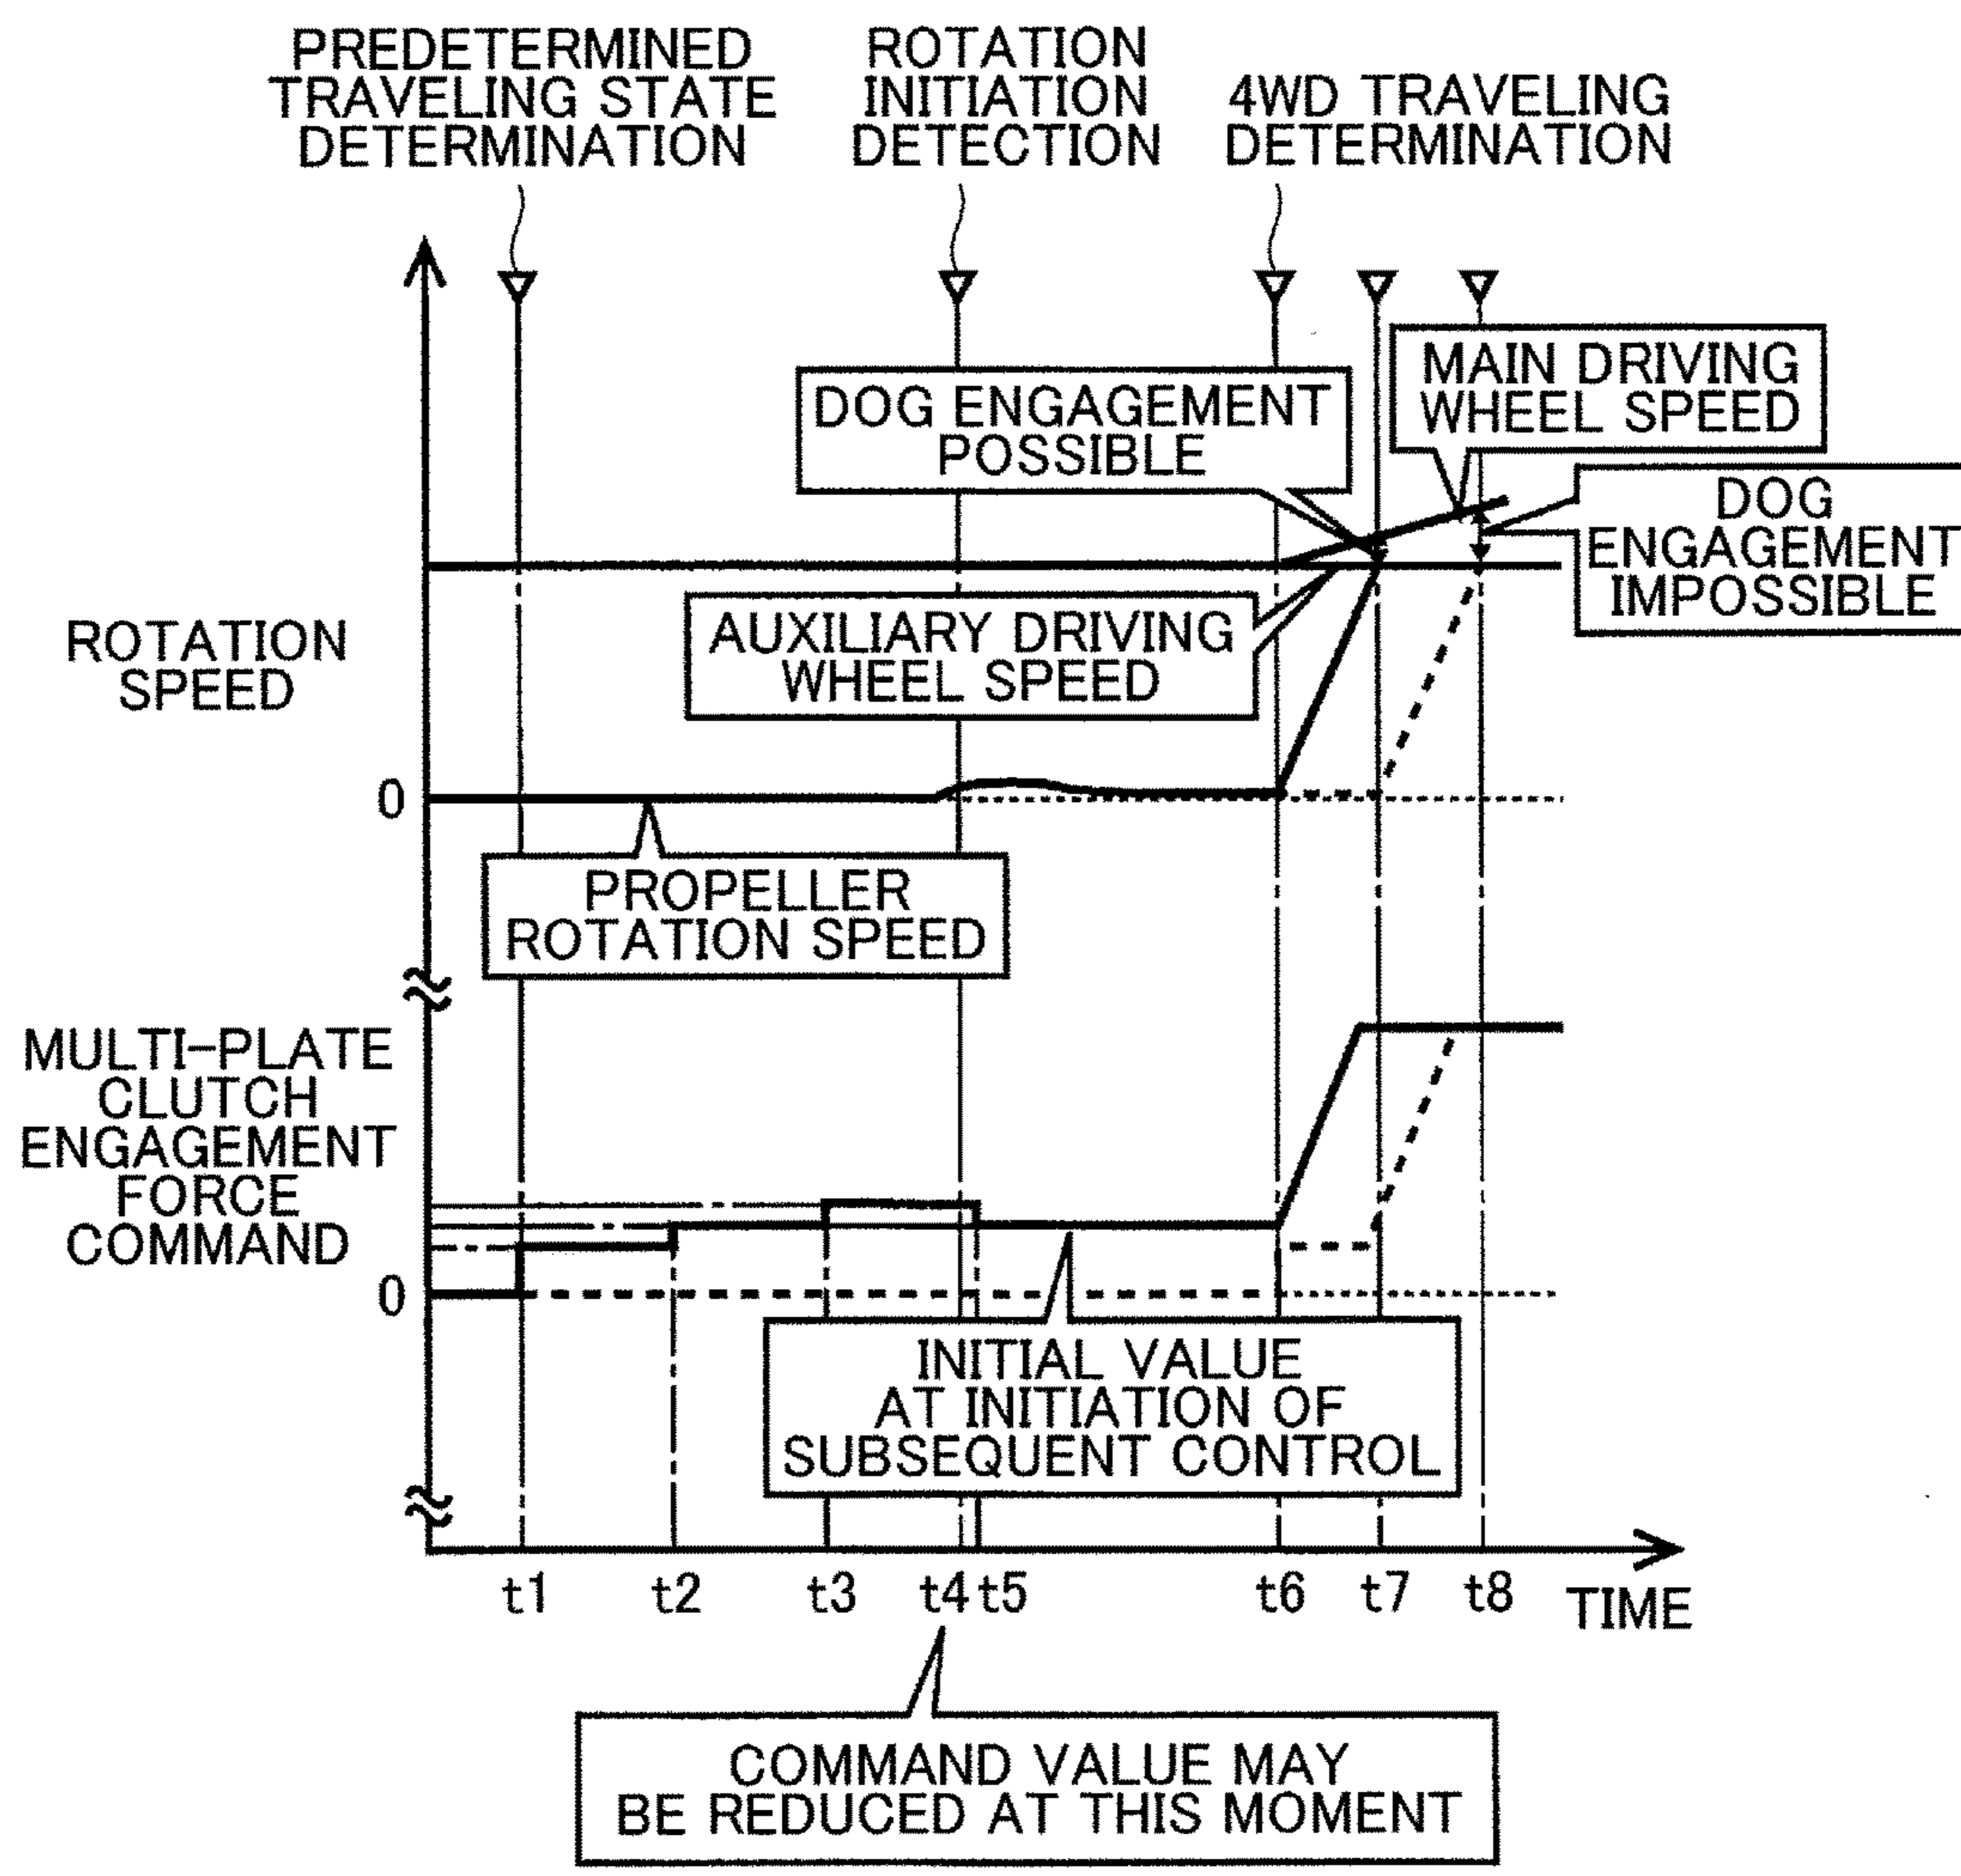 PREDETERMINED
TRAVELING STATE
DETERMINATION
ROTATION
INITIATION
DETECTION
4WD TRAVELING
DETERMINATION
MAIN DRIVING
WHEEL SPEED
DOG ENGAGEMENT
POSSIBLE
DOG
ENGAGEMENT
IMPOSSIBLE
AUXILIARY DRIVING
WHEEL SPEED
ROTATION
SPEED
0
PROPELLER
ROTATION SPEED
MULTI-PLATE
CLUTCH
ENGAGEMENT
FORCE
COMMAND
0
INITIAL VALUE
AT INITIATION OF
SUBSEQUENT CONTROL
t1 t2 t3 t4 t5 t6 t7 t8 TIME
COMMAND VALUE MAY
BE REDUCED AT THIS MOMENT